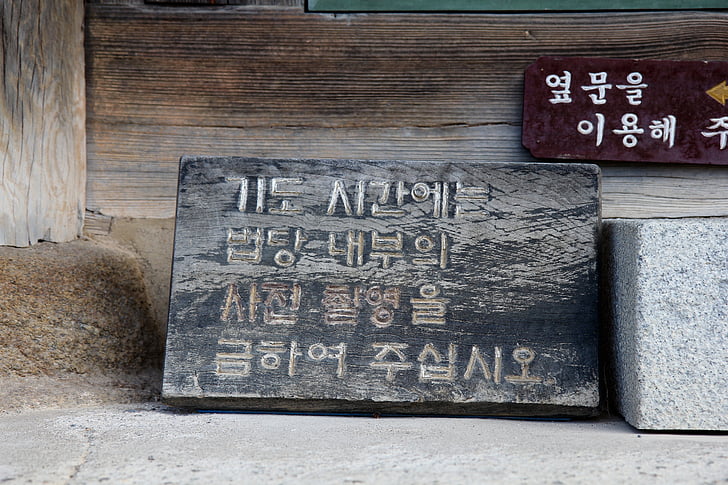 옆문을
이용해 주
기도 시간에는
법당 내부의
사진 촬영을
금하여 주십시오.